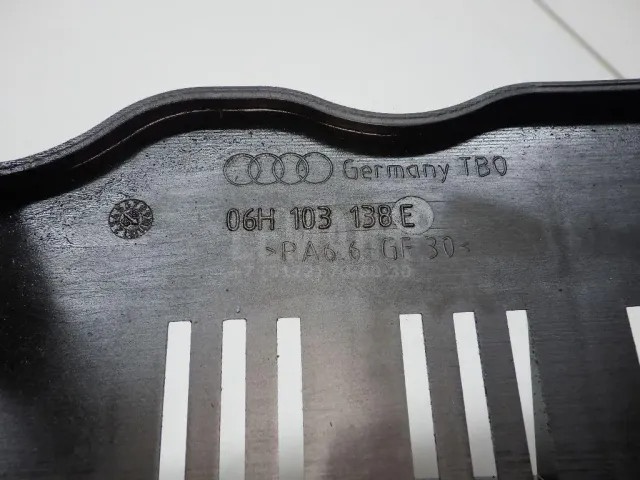 Germany TBO
06H 103 138 E
>PA6.6-GF 30<